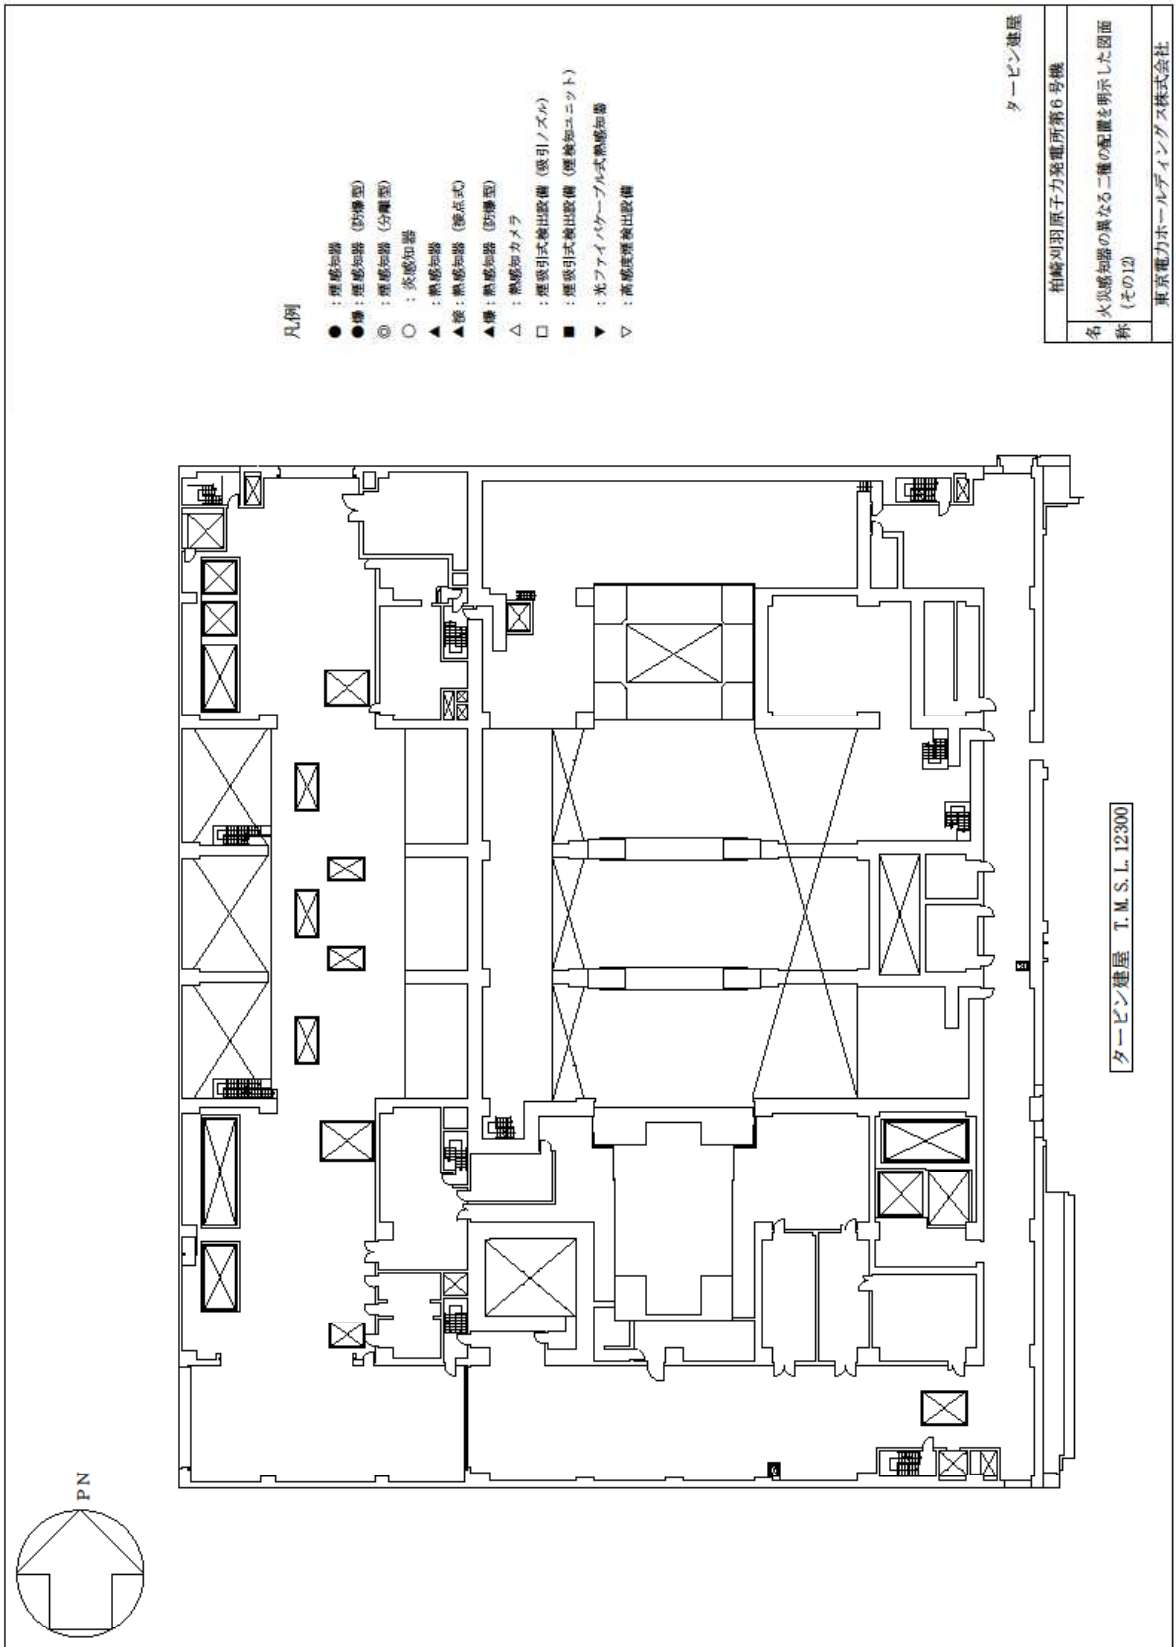 PN
凡例
● ：煙感知器
●爆：煙感知器（防爆型）
◎ ：煙感知器（分離型）
○ ：炎感知器
▲ ：熱感知器
▲接：熱感知器（接点式）
▲爆：熱感知器（防爆型）
△ ：熱感知カメラ
□ ：煙吸引式検出設備（吸引ノズル）
■ ：煙吸引式検出設備（煙検知ユニット）
▼ ：光ファイバケーブル式熱感知器
▽ ：高感度煙検出設備
タービン建屋
柏崎刈羽原子力発電所第6号機
名称
火災感知器の異なる二種の配置を明示した図面
(その12)
東京電力ホールディングス株式会社
タービン建屋 T.M.S.L.12300